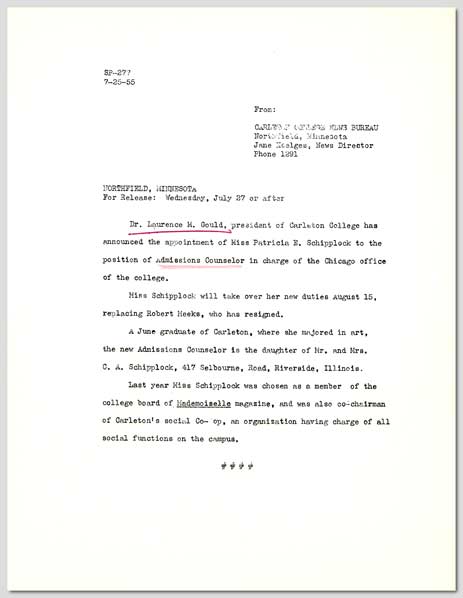 SP-277
7-25-55
From:
CARLETON COLLEGE NEWS BUREAU
Northfield, Minnesota
Jane Hoelges, News Director
Phone 1291
NORTHFIELD, MINNESOTA
For Release: Wednesday, July 27 or after
Dr. Laurence M. Gould, president of Carleton College has
announced the appointment of Miss Patricia E. Schipplock to the
position of Admissions Counselor in charge of the Chicago office
of the college.
Miss Schipplock will take over her new duties August 15,
replacing Robert Meeks, who has resigned.
A June graduate of Carleton, where she majored in art,
the new Admissions Counselor is the daughter of Mr. and Mrs.
C. A. Schipplock, 417 Selbourne, Road, Riverside, Illinois.
Last year Miss Schipplock was chosen as a member of the
college board of Mademoiselle magazine, and was also co-chairman
of Carleton's social Co- op, an organization having charge of all
social functions on the campus.
# # # #